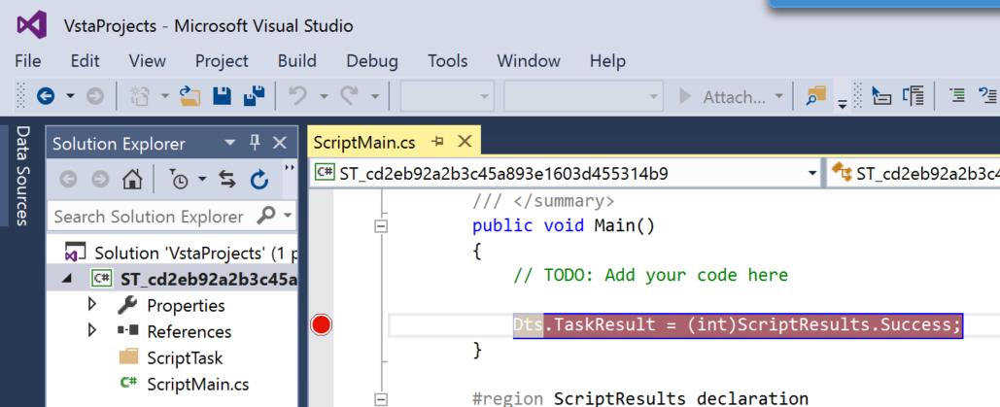 VstaProjects - Microsoft Visual Studio
File Edit View Project Build Debug Tools Window Help
Attach...
Data Sources
Solution Explorer
Search Solution Explorer
Solution 'VstaProjects' (1 p
C# ST_cd2eb92a2b3c45a
Properties
References
ScriptTask
C# ScriptMain.cs
ScriptMain.cs
C# ST_cd2eb92a2b3c45a893e1603d455314b9
ST_cd2eb92a2b3c4
/// </summary>
public void Main()
{
// TODO: Add your code here
Dts.TaskResult = (int)ScriptResults.Success;
}
#region ScriptResults declaration